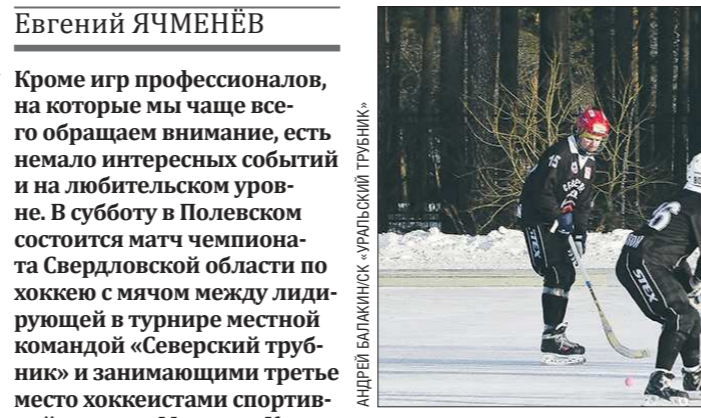 Евгений ЯЧМЕНЁВ
Кроме игр профессионалов,
на которые мы чаще все-
го обращаем внимание, есть
немало интересных событий
и на любительском уров-
не. В субботу в Полевском
состоится матч чемпиона-
та Свердловской области по
хоккею с мячом между лиди-
рующей в турнире местной
командой «Северский труб-
ник» и занимающими третье
место хоккеистами спортив-
АНДРЕЙ БАЛАКИН/СК «УРАЛЬСКИЙ ТРУБНИК»
15
STEX
STEX